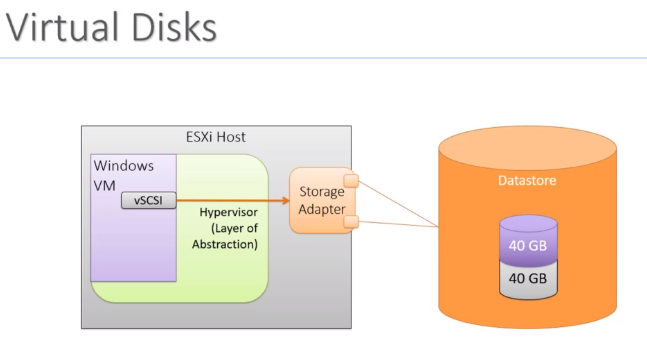 Virtual Disks
ESXi Host
Windows
VM
vSCSI
Hypervisor
(Layer of
Abstraction)
Storage
Adapter
Datastore
40 GB
40 GB